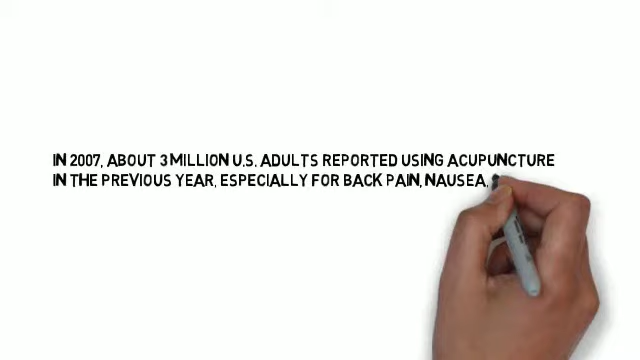 IN 2007, ABOUT 3 MILLION U.S. ADULTS REPORTED USING ACUPUNCTURE
IN THE PREVIOUS YEAR, ESPECIALLY FOR BACK PAIN, NAUSEA,